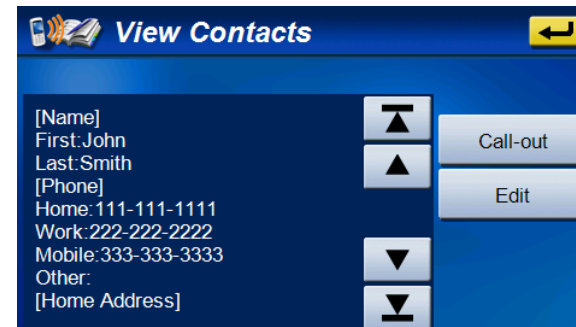 View Contacts
[Name]
First:John
Last:Smith
[Phone]
Home:111-111-1111
Work:222-222-2222
Mobile:333-333-3333
Other:
[Home Address]
Call-out
Edit